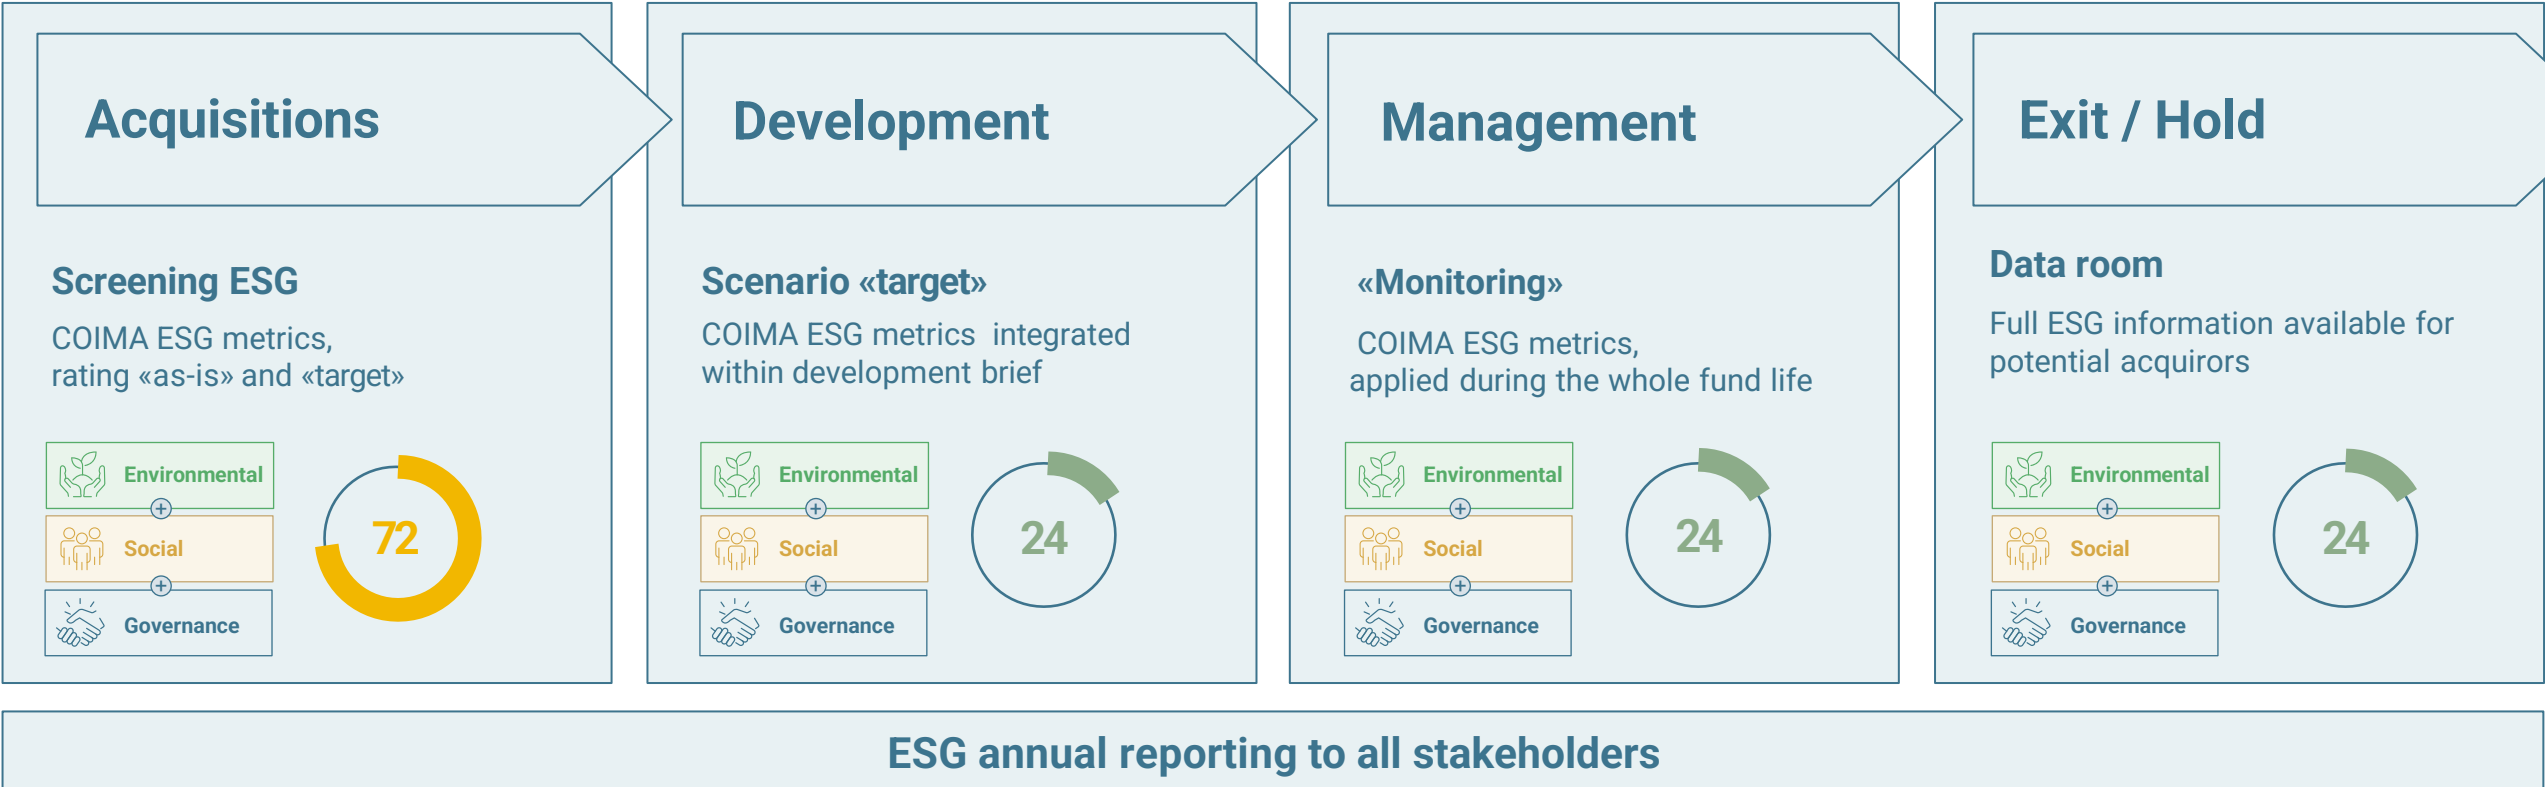 Acquisitions
Screening ESG
COIMA ESG metrics,
rating «as-is» and «target»
Environmental
+
Social
+
Governance
72
Development
Scenario «target»
COIMA ESG metrics integrated
within development brief
Environmental
+
Social
+
Governance
24
Management
«Monitoring»
COIMA ESG metrics,
applied during the whole fund life
Environmental
+
Social
+
Governance
24
Exit / Hold
Data room
Full ESG information available for
potential acquirors
Environmental
+
Social
+
Governance
24
ESG annual reporting to all stakeholders